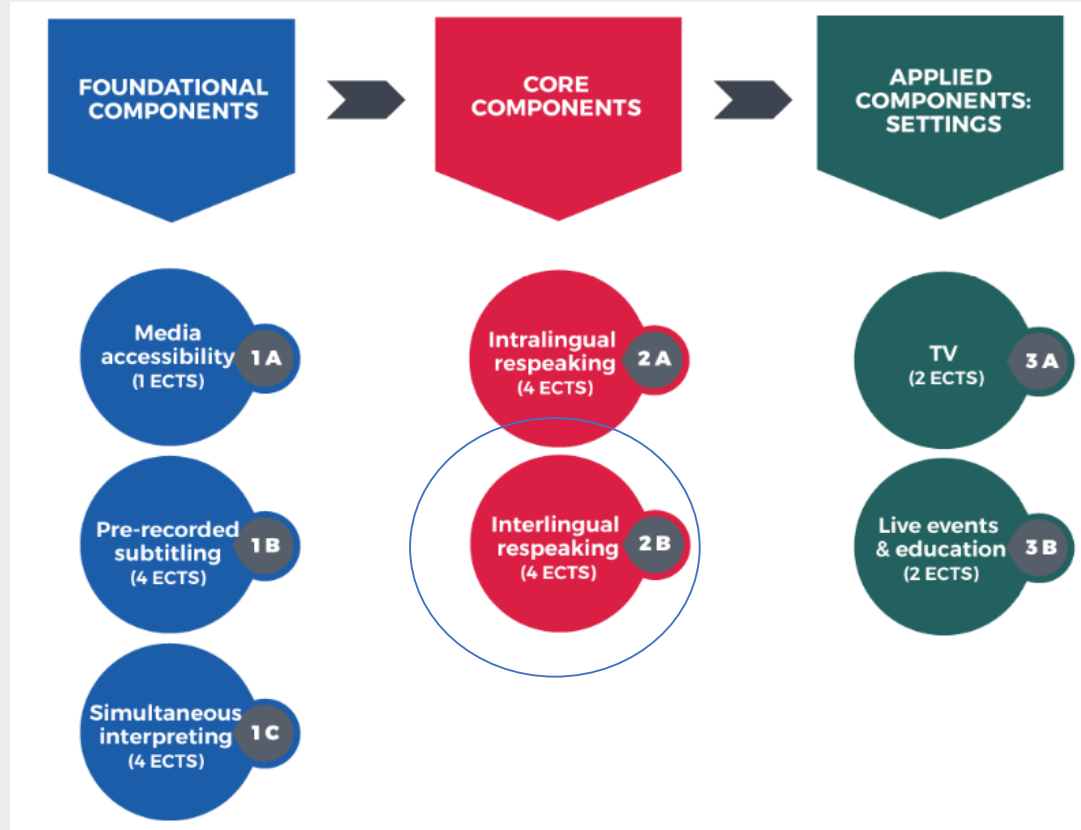 FOUNDATIONAL
COMPONENTS
CORE
COMPONENTS
APPLIED
COMPONENTS:
SETTINGS
Media
accessibility
(1 ECTS)
1 A
Pre-recorded
subtitling
(4 ECTS)
1 B
Simultaneous
interpreting
(4 ECTS)
1 C
Intralingual
respeaking
(4 ECTS)
2 A
Interlingual
respeaking
(4 ECTS)
2 B
TV
(2 ECTS)
3 A
Live events
& education
(2 ECTS)
3 B